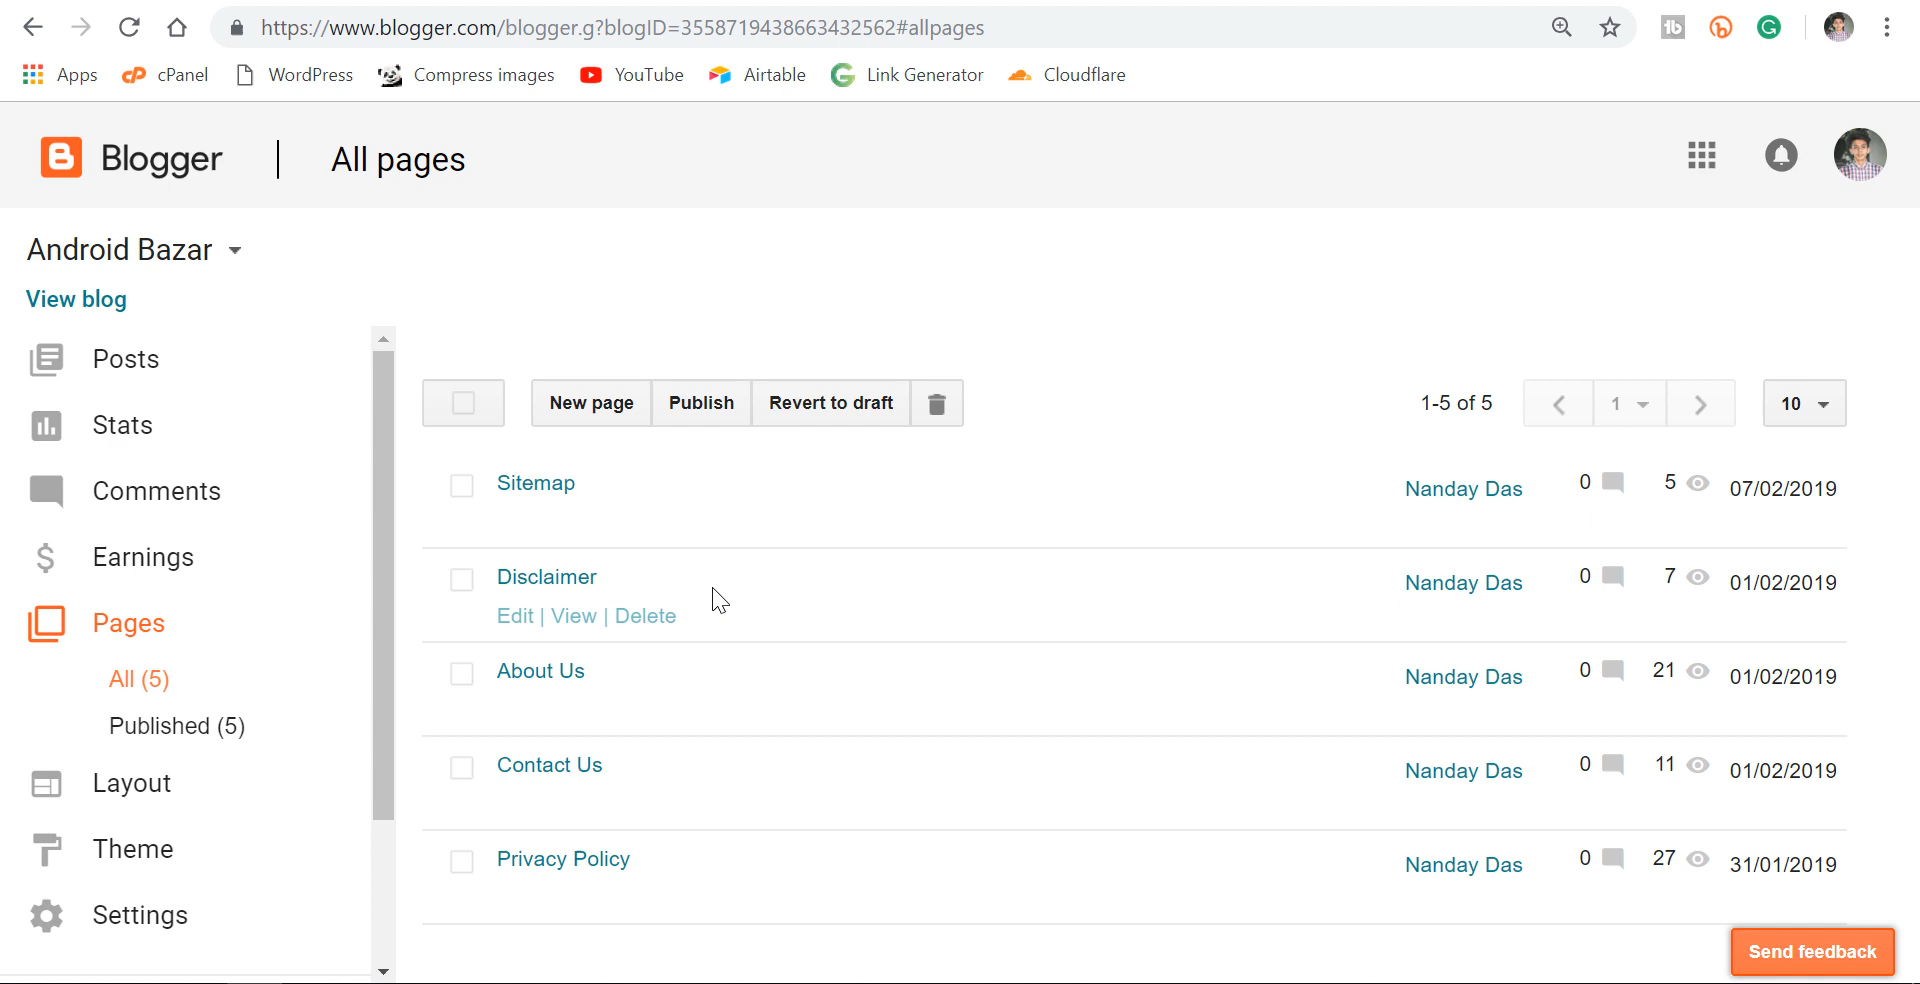 https://www.blogger.com/blogger.g?blogID=3558719438663432562#allpages
Apps cPanel WordPress Compress images YouTube Airtable Link Generator Cloudflare
Blogger | All pages
Android Bazar
View blog
Posts
Stats
Comments
Earnings
Pages
All (5)
Published (5)
Layout
Theme
Settings
New page Publish Revert to draft 1-5 of 5 1 10
Sitemap Nanday Das 0 5 07/02/2019
Disclaimer Nanday Das 0 7 01/02/2019
Edit | View | Delete
About Us Nanday Das 0 21 01/02/2019
Contact Us Nanday Das 0 11 01/02/2019
Privacy Policy Nanday Das 0 27 31/01/2019
Send feedback